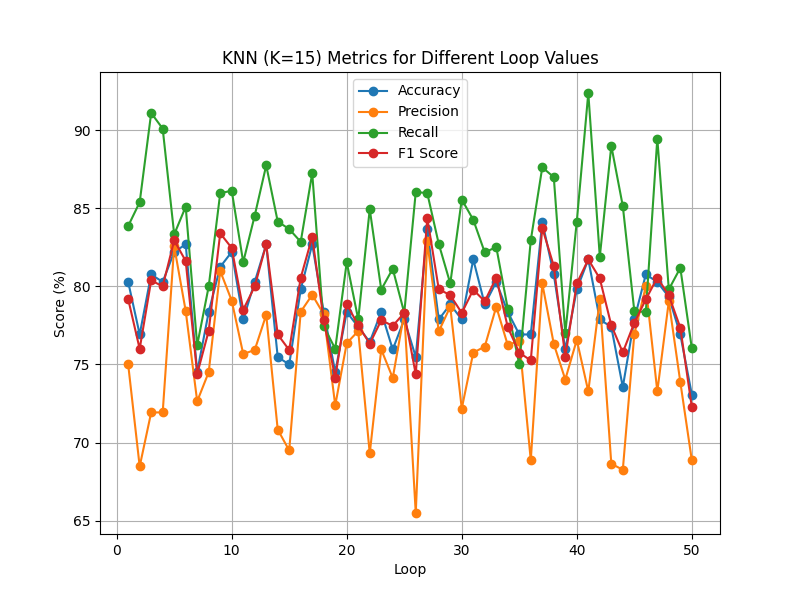 KNN (K=15) Metrics for Different Loop Values
Accuracy
Precision
Recall
F1 Score
Score (%)
90
85
80
75
70
65
0 10 20 30 40 50
Loop